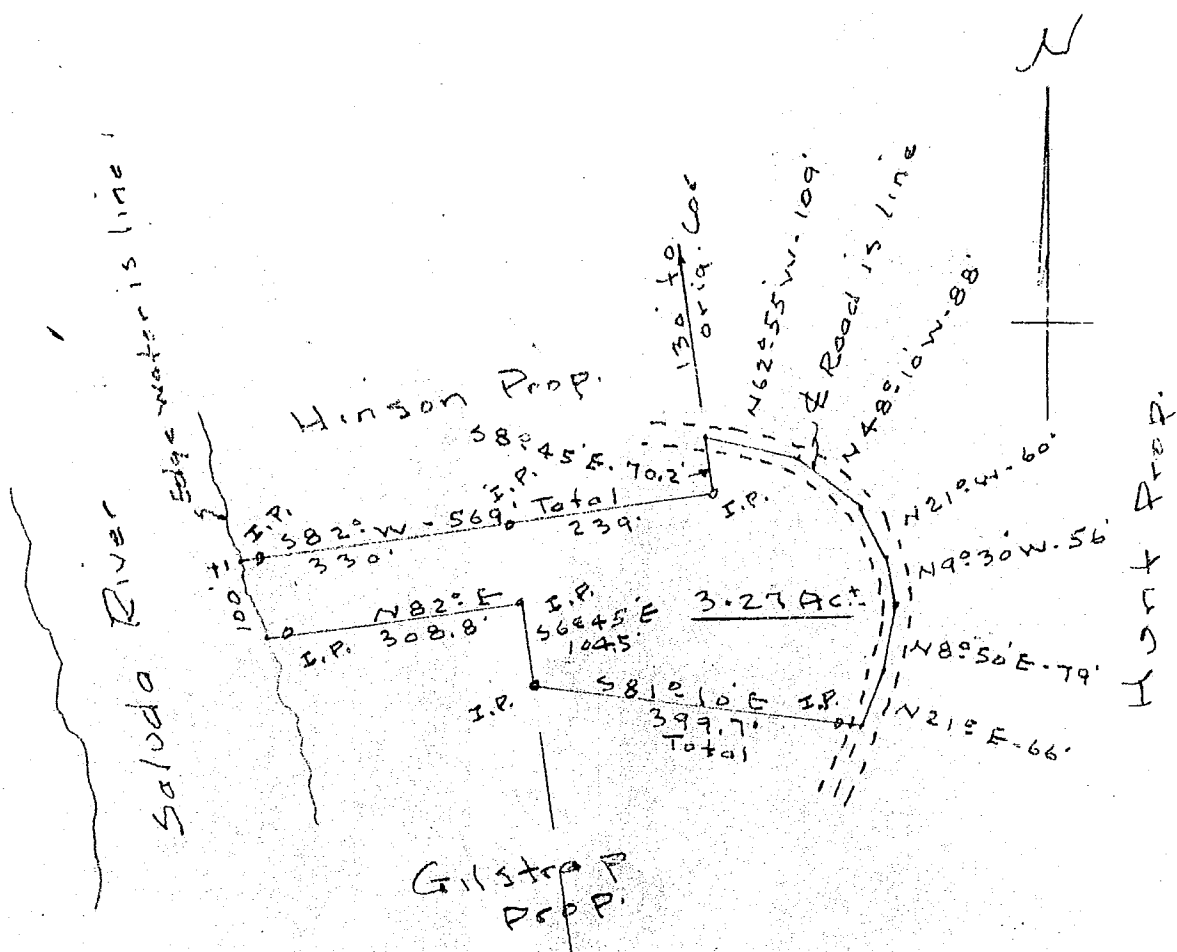 N
Edge water is line
Saluda River
Hinson Prop.
130' to
orig. Cor
N62°55'W-109'
℄ Road is line
N48°10'W-88'
N21°W-60'
N9°30'W-56'
N8°50'E-79'
N21°E-66'
Hunt Prop.
S8°45'E-70.2'
I.P.
I.P.
I.P.
S82°W-569' Total
330'
239'
100'
N82°E
308.8'
I.P.
I.P.
S6°45'E
104.5
3.27 Ac±
I.P.
S81°10'E
399.7'
Total
I.P.
Gilstrap
Prop.